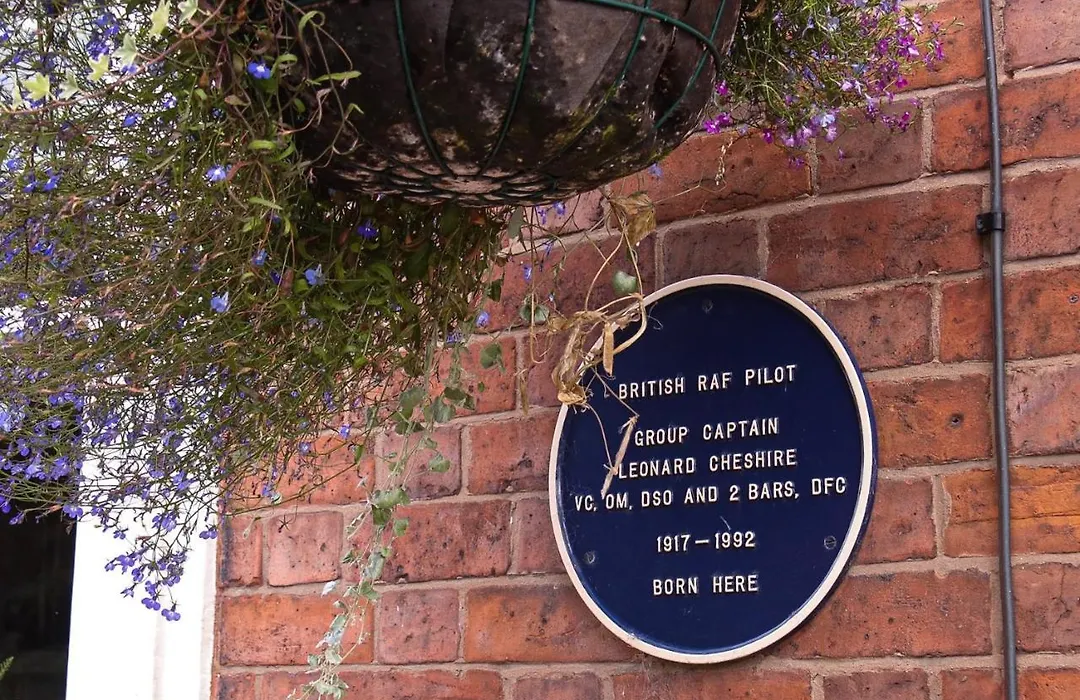 BRITISH RAF PILOT
GROUP CAPTAIN
LEONARD CHESHIRE
VC, OM, DSO AND 2 BARS, DFC
1917-1992
BORN HERE